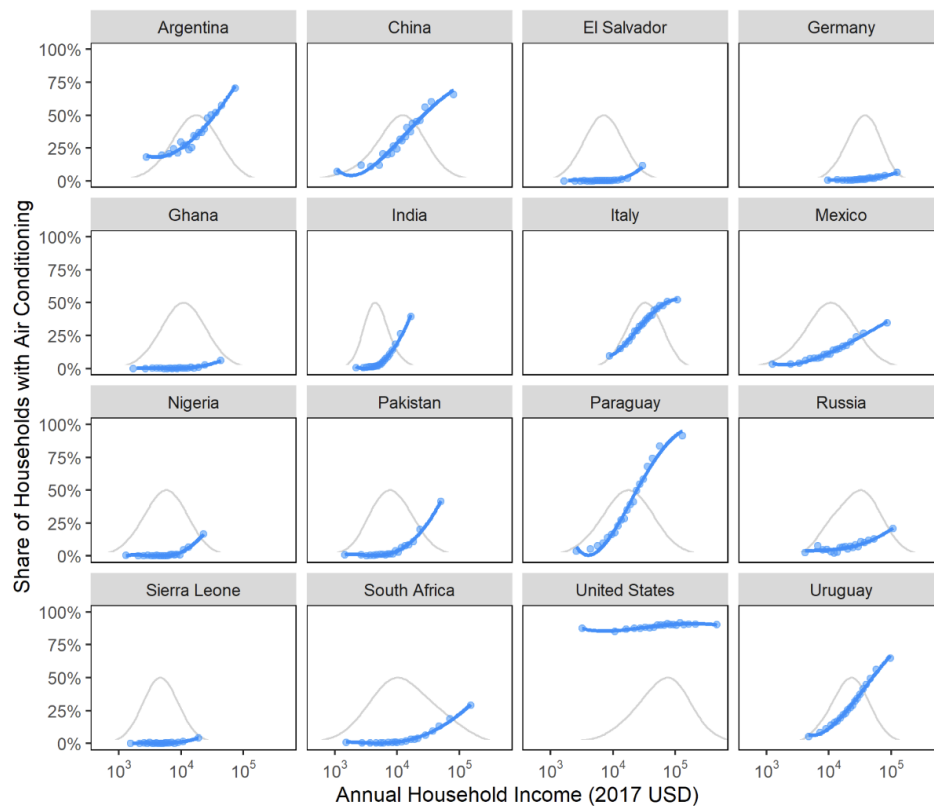 Argentina China El Salvador Germany
100%
75%
50%
25%
0%
Ghana India Italy Mexico
100%
75%
50%
25%
0%
Nigeria Pakistan Paraguay Russia
100%
75%
50%
25%
0%
Sierra Leone South Africa United States Uruguay
100%
75%
50%
25%
0%
10³ 10⁴ 10⁵ 10³ 10⁴ 10⁵ 10³ 10⁴ 10⁵ 10³ 10⁴ 10⁵
Annual Household Income (2017 USD)
Share of Households with Air Conditioning